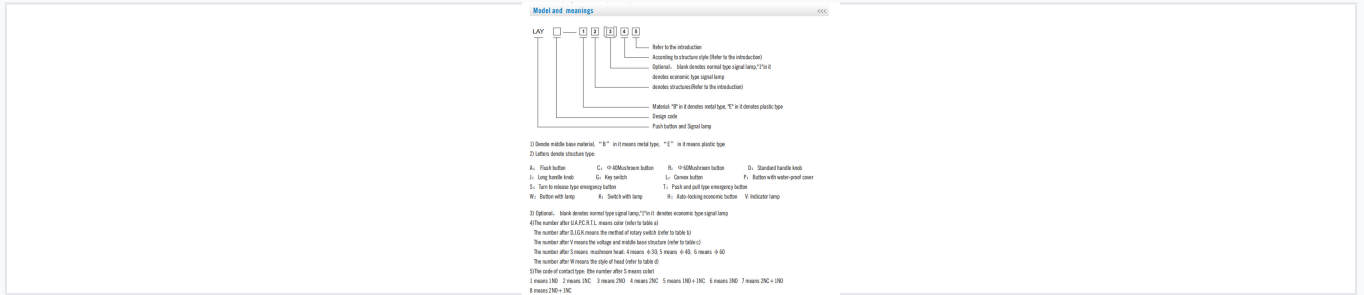 Model and meanings <<<
LAY □ — 1 2 [3] 4 5
Refer to the introduction
According to structure style (Refer to the introduction)
Optional: blank denotes normal type signal lamp,"J"in it
denotes economic type signal lamp
denotes structures(Refer to the introduction)
Material: "B" in it denotes metal type, "E" in it denotes plastic type
Design code
Push button and Signal lamp
1) Denote middle base material, "B" in it means metal type, "E" in it means plastic type
2) Letters denote structure type:
A: Flush button C: Φ40Mushroom button R: Φ60Mushroom button D: Standard handle knob
J: Long handle knob G: Key switch L: Convex button P: Button with water-proof cover
S: Turn to release type emergency button T: Push and pull type emergency button
W: Button with lamp K: Switch with lamp H: Auto-locking economic button V: Indicator lamp
3) Optional: blank denotes normal type signal lamp,"J"in it denotes economic type signal lamp
4)The number after U.A.P.C.R.T.L. means color (refer to table a)
The number after D.J.G.K.means the method of rotary switch (refer to table b)
The number after V means the voltage and middle base structure (refer to table c)
The number after S means mushroom head: 4 means ф30; 5 means ф40; 6 means ф60
The number after W means the style of head (refer to table d)
5)The code of contact type: (the number after S means color)
1 means 1NO 2 means 1NC 3 means 2NO 4 means 2NC 5 means 1NO+1NC 6 means 3NO 7 means 2NC+1NO
8 means 2NO+1NC